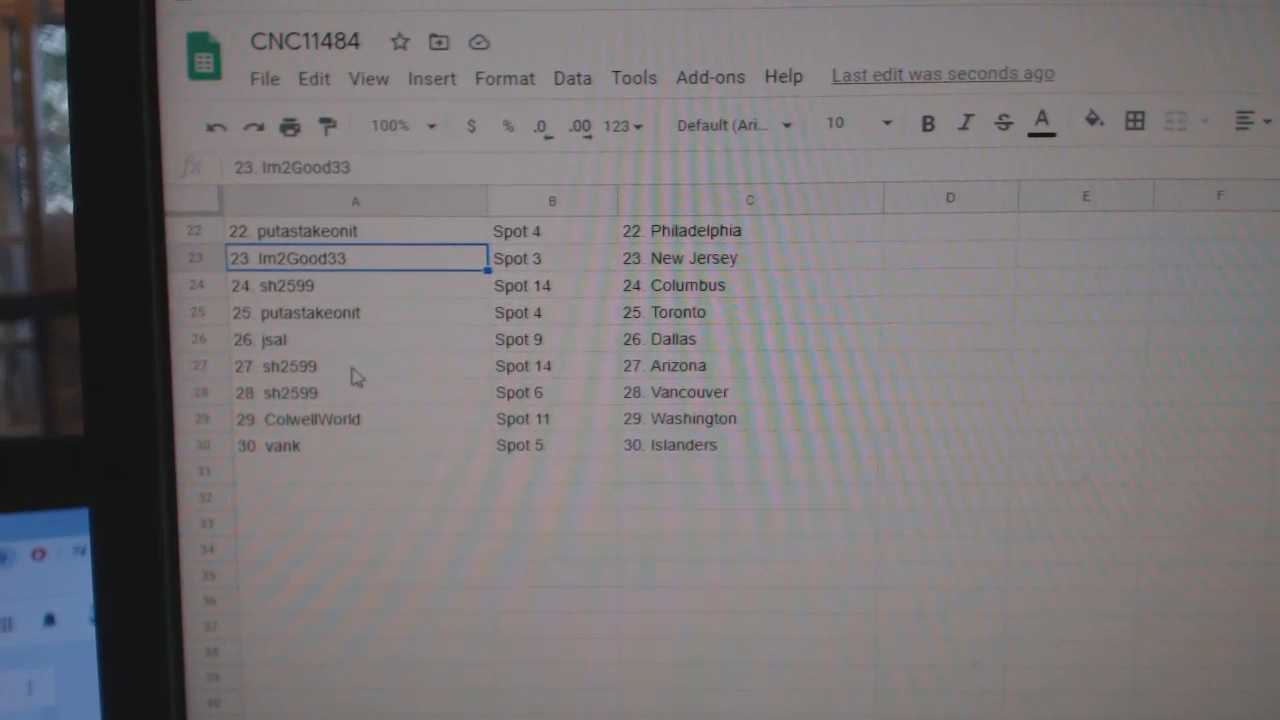 CNC11484
File Edit View Insert Format Data Tools Add-ons Help Last edit was seconds ago
100% $ % .0 .00 123 Default (Ari... 10 B I S A
fx 23. Im2Good33
A B C D E F
22 22. putastakeonit Spot 4 22. Philadelphia
23 23. Im2Good33 Spot 3 23. New Jersey
24 24. sh2599 Spot 14 24. Columbus
25 25. putastakeonit Spot 4 25. Toronto
26 26. jsal Spot 9 26. Dallas
27 27. sh2599 Spot 14 27. Arizona
28 28. sh2599 Spot 6 28. Vancouver
29 29. ColwellWorld Spot 11 29. Washington
30 30. vank Spot 5 30. Islanders
31
32
33
34
35
36
37
38
39
40